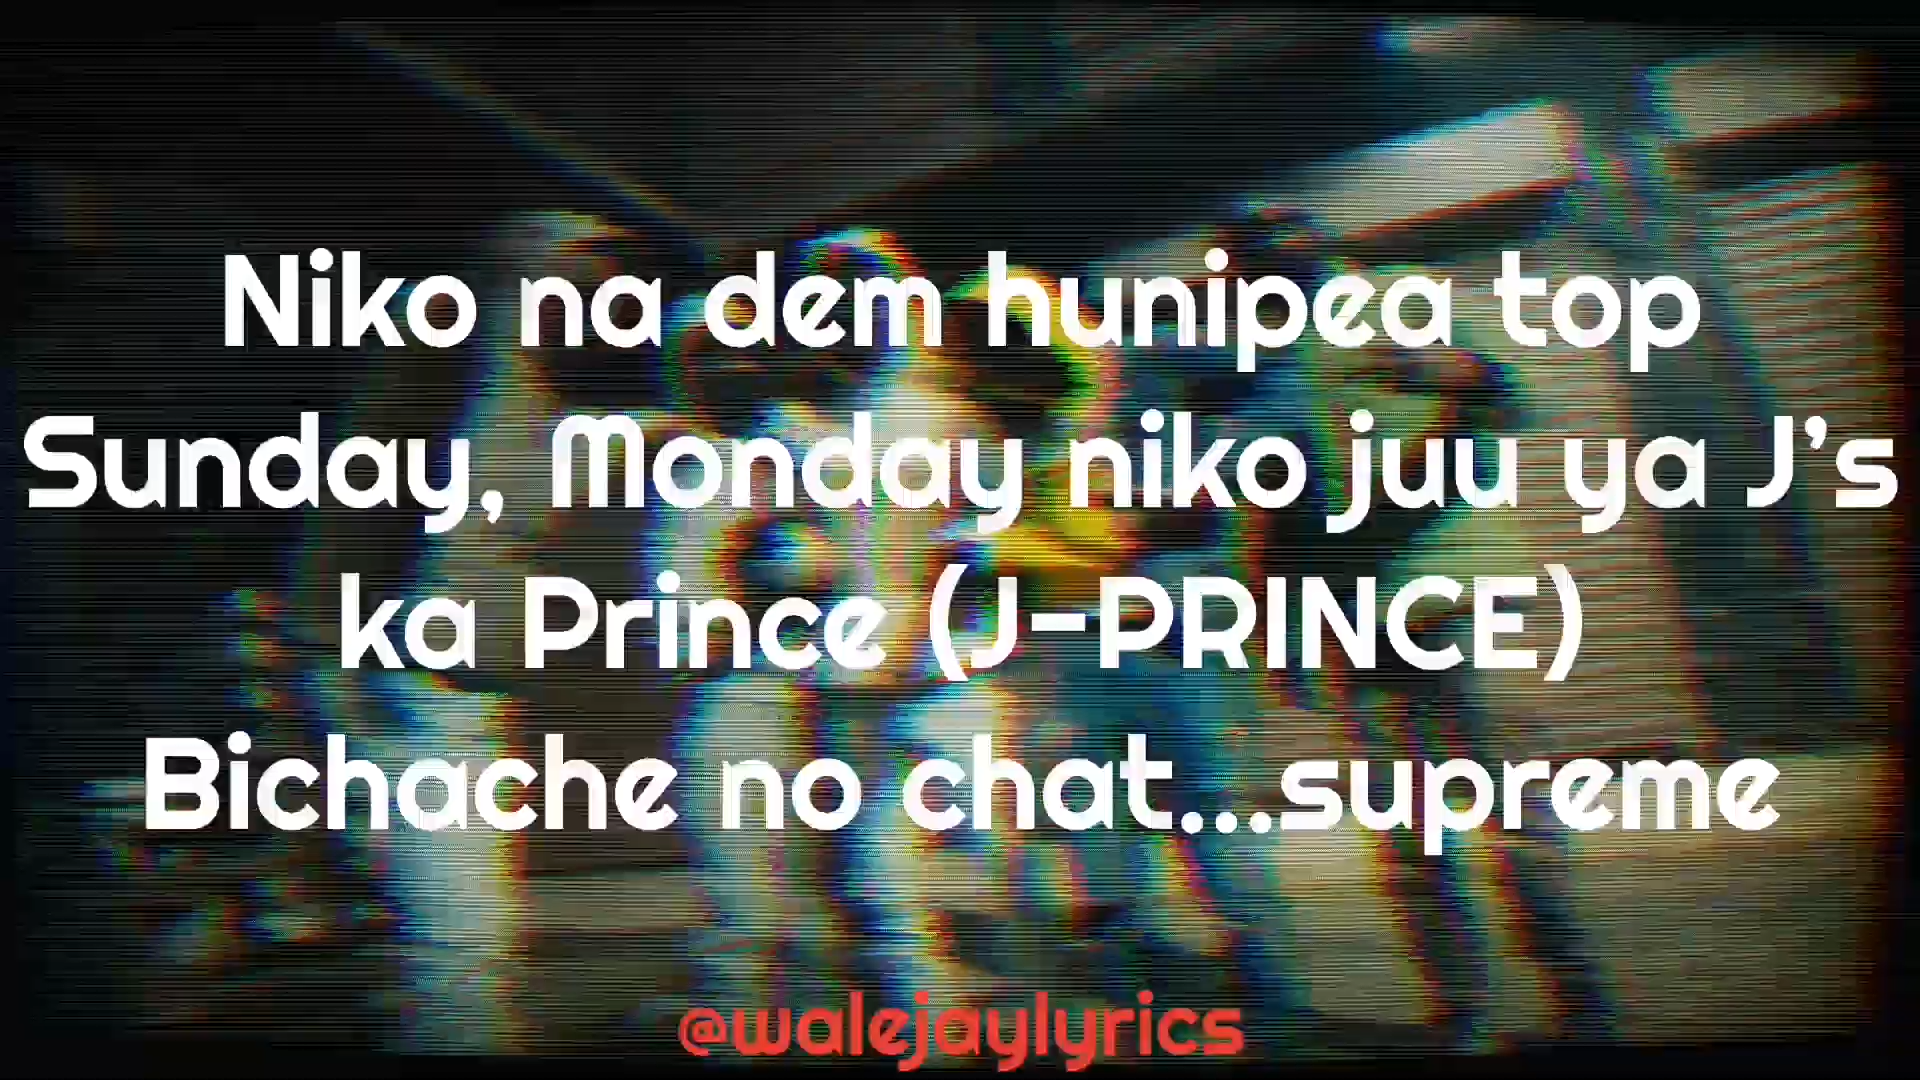 Niko na dem hunipea top
Sunday, Monday niko juu ya J’s
ka Prince (J-PRINCE)
Bichache no chat...supreme
@walejaylyrics